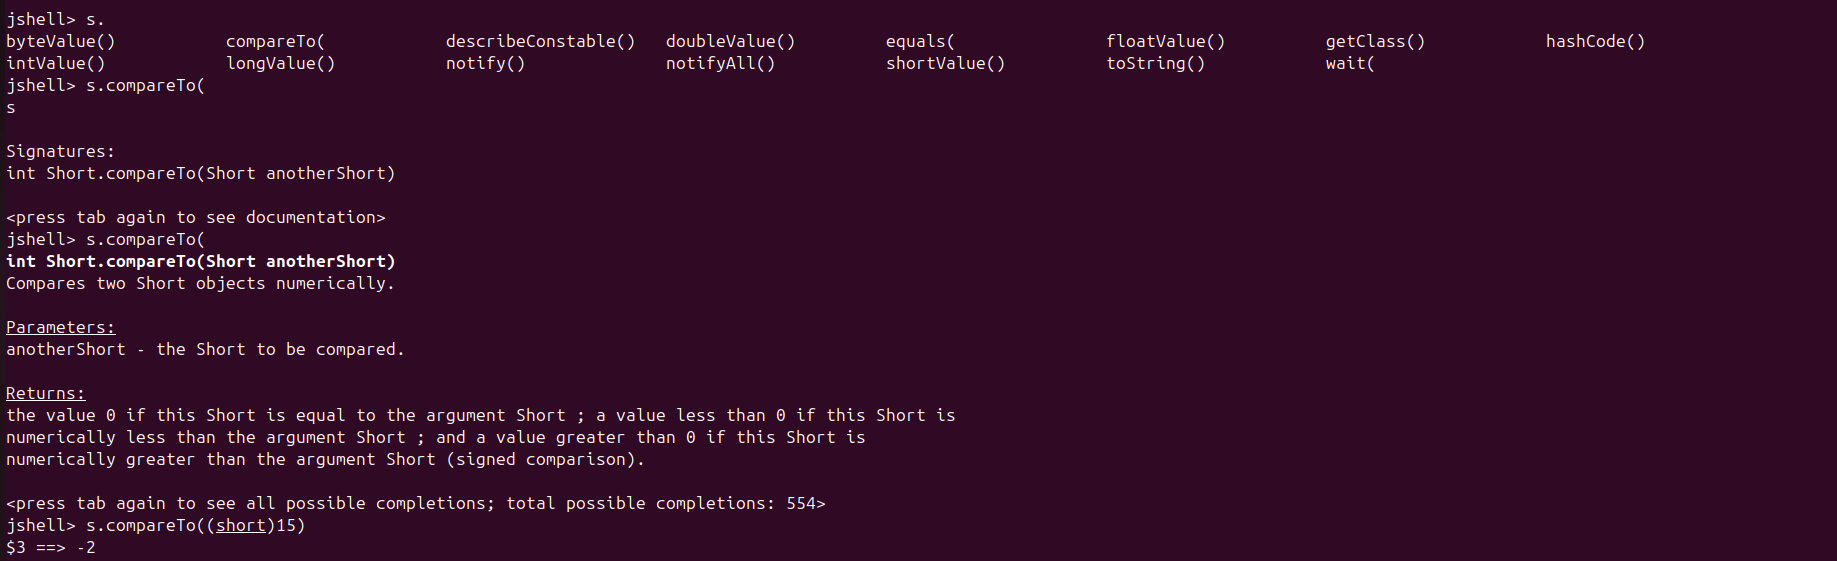 jshell> s.
byteValue() compareTo( describeConstable() doubleValue() equals( floatValue() getClass() hashCode()
intValue() longValue() notify() notifyAll() shortValue() toString() wait(
jshell> s.compareTo(
s
Signatures:
int Short.compareTo(Short anotherShort)
<press tab again to see documentation>
jshell> s.compareTo(
int Short.compareTo(Short anotherShort)
Compares two Short objects numerically.
Parameters:
anotherShort - the Short to be compared.
Returns:
the value 0 if this Short is equal to the argument Short ; a value less than 0 if this Short is
numerically less than the argument Short ; and a value greater than 0 if this Short is
numerically greater than the argument Short (signed comparison).
<press tab again to see all possible completions; total possible completions: 554>
jshell> s.compareTo((short)15)
$3 ==> -2